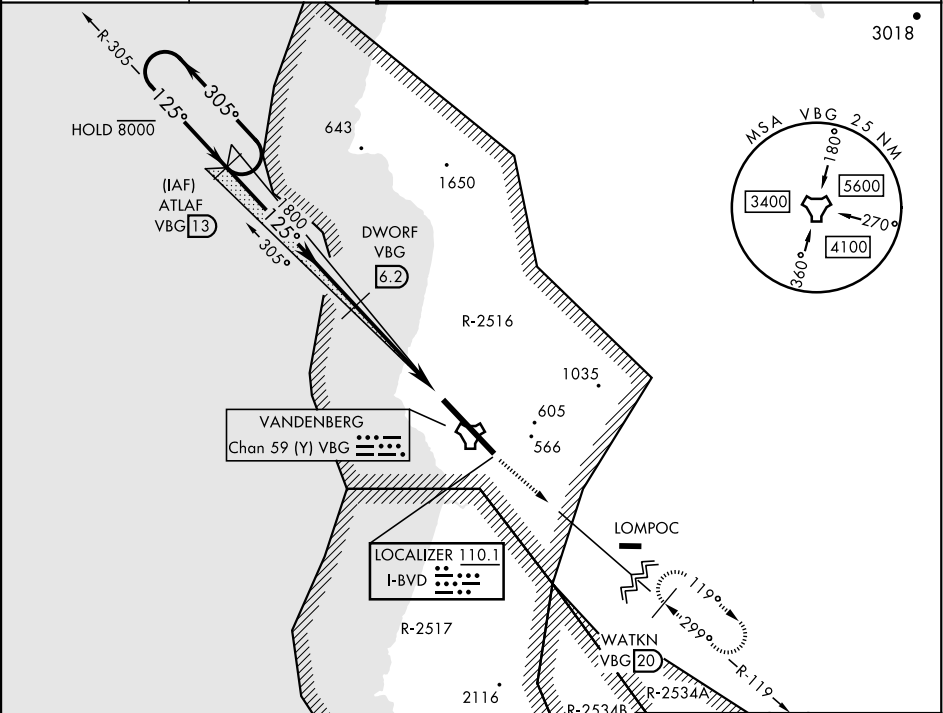 3018
R-305
305°
125°
HOLD 8000
643
1650
MSA VBG 25 NM
180°
3400
5600
270°
4100
360°
(IAF)
ATLAF
VBG 13
1800
125°
305°
DWORF
VBG
6.2
R-2516
1035
605
566
VANDENBERG
Chan 59 (Y) VBG
LOCALIZER 110.1
I-BVD
LOMPOC
119°
299°
R-2517
WATKN
VBG 20
R-119
2116
R-2534A
R-2534B